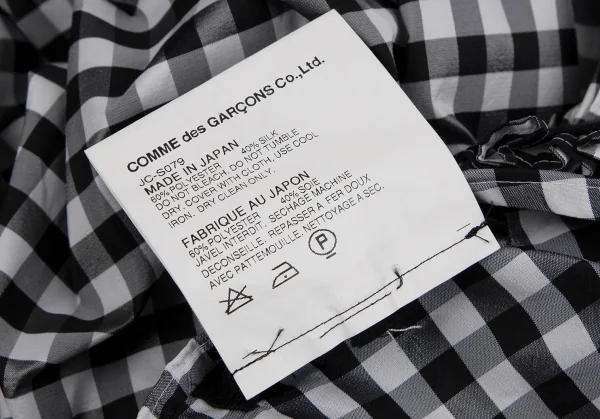 COMME des GARÇONS Co.,Ltd.
JC-S079
MADE IN JAPAN
60% POLYESTER 40% SILK
DO NOT BLEACH. DO NOT TUMBLE
DRY. COVER WITH CLOTH. USE COOL
IRON. DRY CLEAN ONLY.
FABRIQUE AU JAPON
60% POLYESTER 40% SOIE
JAVEL INTERDIT. SECHAGE MACHINE
DECONSEILLE. REPASSER A FER DOUX
AVEC PATTEMOUILLE. NETTOYAGE A SEC.
P